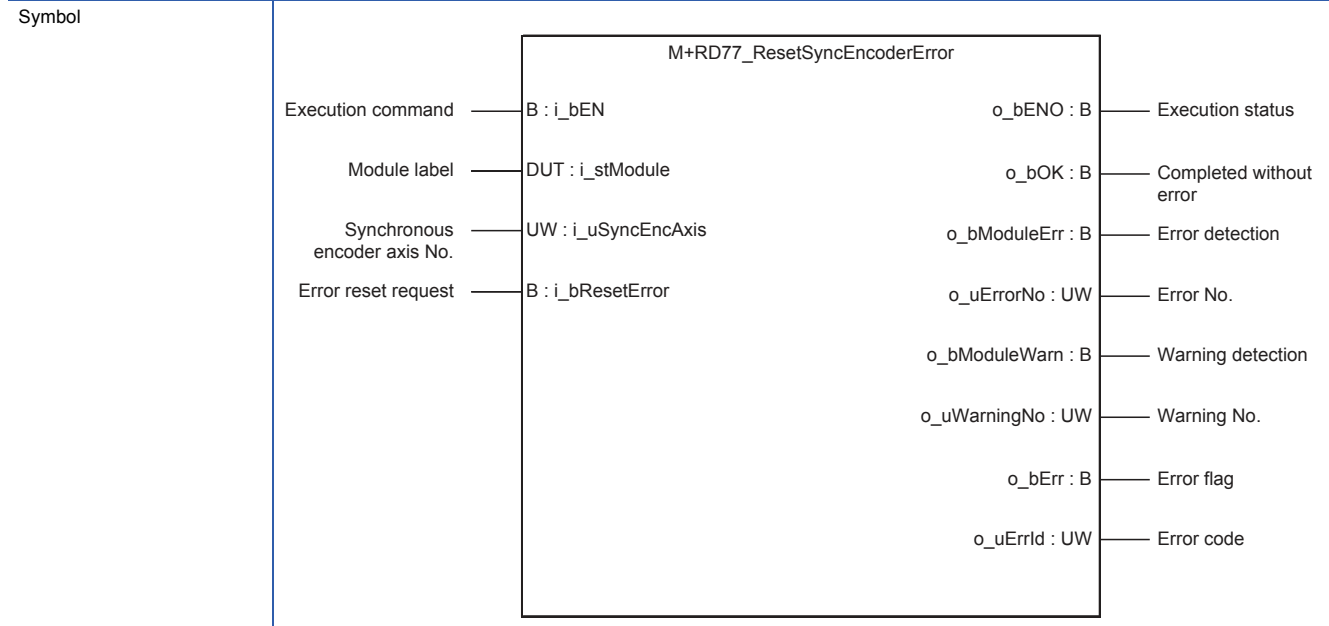 Symbol
M+RD77_ResetSyncEncoderError
Execution command
B : i_bEN
o_bENO : B
Execution status
Module label
DUT : i_stModule
o_bOK : B
Completed without
error
Synchronous
encoder axis No.
UW : i_uSyncEncAxis
o_bModuleErr : B
Error detection
Error reset request
B : i_bResetError
o_uErrorNo : UW
Error No.
o_bModuleWarn : B
Warning detection
o_uWarningNo : UW
Warning No.
o_bErr : B
Error flag
o_uErrId : UW
Error code